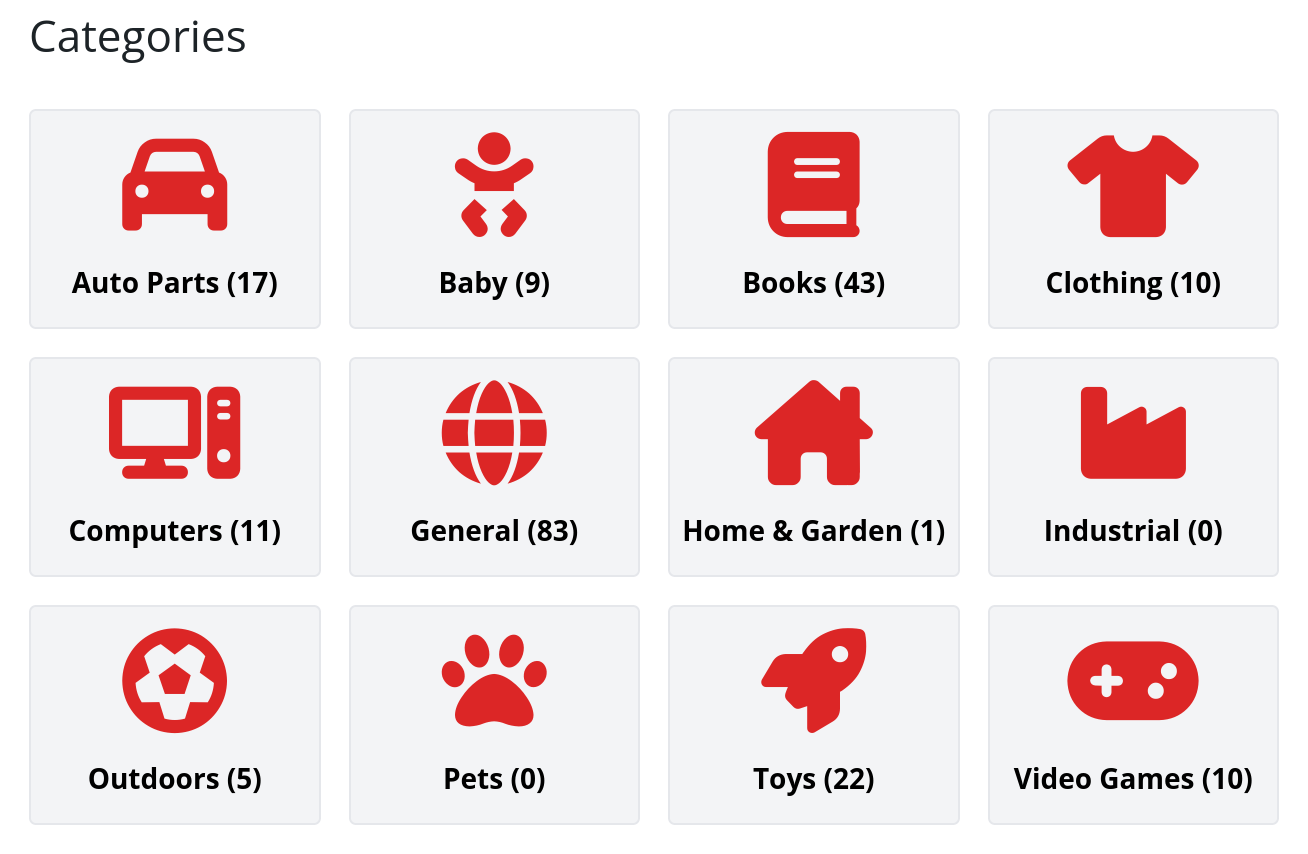 Categories
Auto Parts (17)
Baby (9)
Books (43)
Clothing (10)
Computers (11)
General (83)
Home & Garden (1)
Industrial (0)
Outdoors (5)
Pets (0)
Toys (22)
Video Games (10)